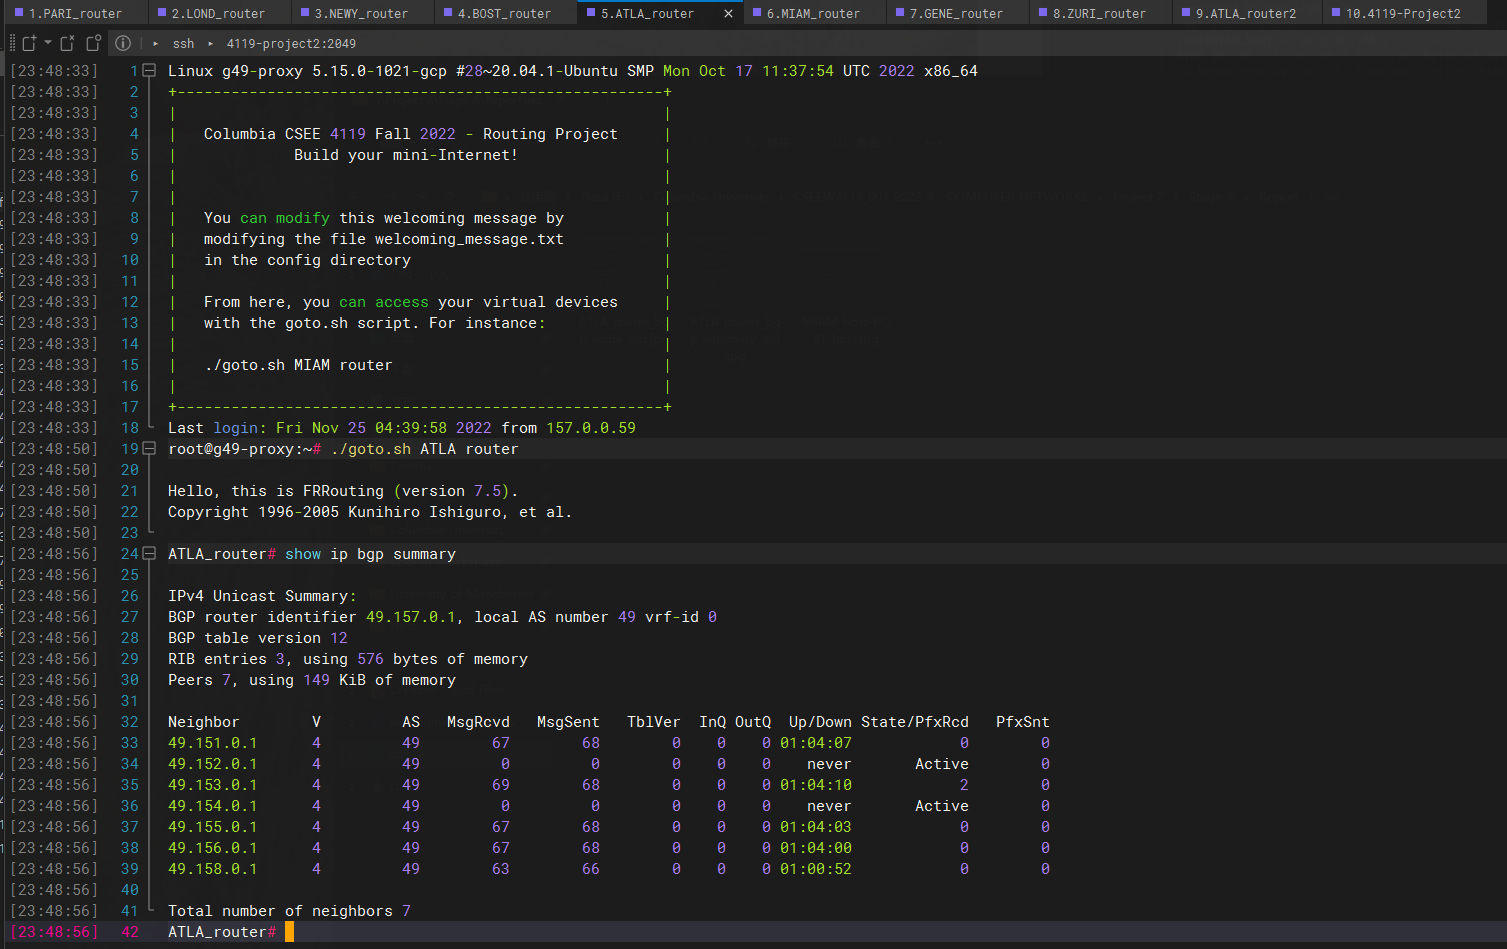 1.PARI_router 2.LOND_router 3.NEWY_router 4.BOST_router 5.ATLA_router 6.MIAM_router 7.GENE_router 8.ZURI_router 9.ATLA_router2 10.4119-Project2
ssh 4119-project2:2049
[23:48:33] 1 Linux g49-proxy 5.15.0-1021-gcp #28~20.04.1-Ubuntu SMP Mon Oct 17 11:37:54 UTC 2022 x86_64
[23:48:33] 2 +------------------------------------------------------+
[23:48:33] 3 | |
[23:48:33] 4 | Columbia CSEE 4119 Fall 2022 - Routing Project |
[23:48:33] 5 | Build your mini-Internet! |
[23:48:33] 6 | |
[23:48:33] 7 | |
[23:48:33] 8 | You can modify this welcoming message by |
[23:48:33] 9 | modifying the file welcoming_message.txt |
[23:48:33] 10 | in the config directory |
[23:48:33] 11 | |
[23:48:33] 12 | From here, you can access your virtual devices |
[23:48:33] 13 | with the goto.sh script. For instance: |
[23:48:33] 14 | |
[23:48:33] 15 | ./goto.sh MIAM router |
[23:48:33] 16 | |
[23:48:33] 17 +------------------------------------------------------+
[23:48:33] 18 Last login: Fri Nov 25 04:39:58 2022 from 157.0.0.59
[23:48:50] 19 root@g49-proxy:~# ./goto.sh ATLA router
[23:48:50] 20
[23:48:50] 21 Hello, this is FRRouting (version 7.5).
[23:48:50] 22 Copyright 1996-2005 Kunihiro Ishiguro, et al.
[23:48:50] 23
[23:48:56] 24 ATLA_router# show ip bgp summary
[23:48:56] 25
[23:48:56] 26 IPv4 Unicast Summary:
[23:48:56] 27 BGP router identifier 49.157.0.1, local AS number 49 vrf-id 0
[23:48:56] 28 BGP table version 12
[23:48:56] 29 RIB entries 3, using 576 bytes of memory
[23:48:56] 30 Peers 7, using 149 KiB of memory
[23:48:56] 31
[23:48:56] 32 Neighbor V AS MsgRcvd MsgSent TblVer InQ OutQ Up/Down State/PfxRcd PfxSnt
[23:48:56] 33 49.151.0.1 4 49 67 68 0 0 0 01:04:07 0 0
[23:48:56] 34 49.152.0.1 4 49 0 0 0 0 0 never Active 0
[23:48:56] 35 49.153.0.1 4 49 69 68 0 0 0 01:04:10 2 0
[23:48:56] 36 49.154.0.1 4 49 0 0 0 0 0 never Active 0
[23:48:56] 37 49.155.0.1 4 49 67 68 0 0 0 01:04:03 0 0
[23:48:56] 38 49.156.0.1 4 49 67 68 0 0 0 01:04:00 0 0
[23:48:56] 39 49.158.0.1 4 49 63 66 0 0 0 01:00:52 0 0
[23:48:56] 40
[23:48:56] 41 Total number of neighbors 7
[23:48:56] 42 ATLA_router#